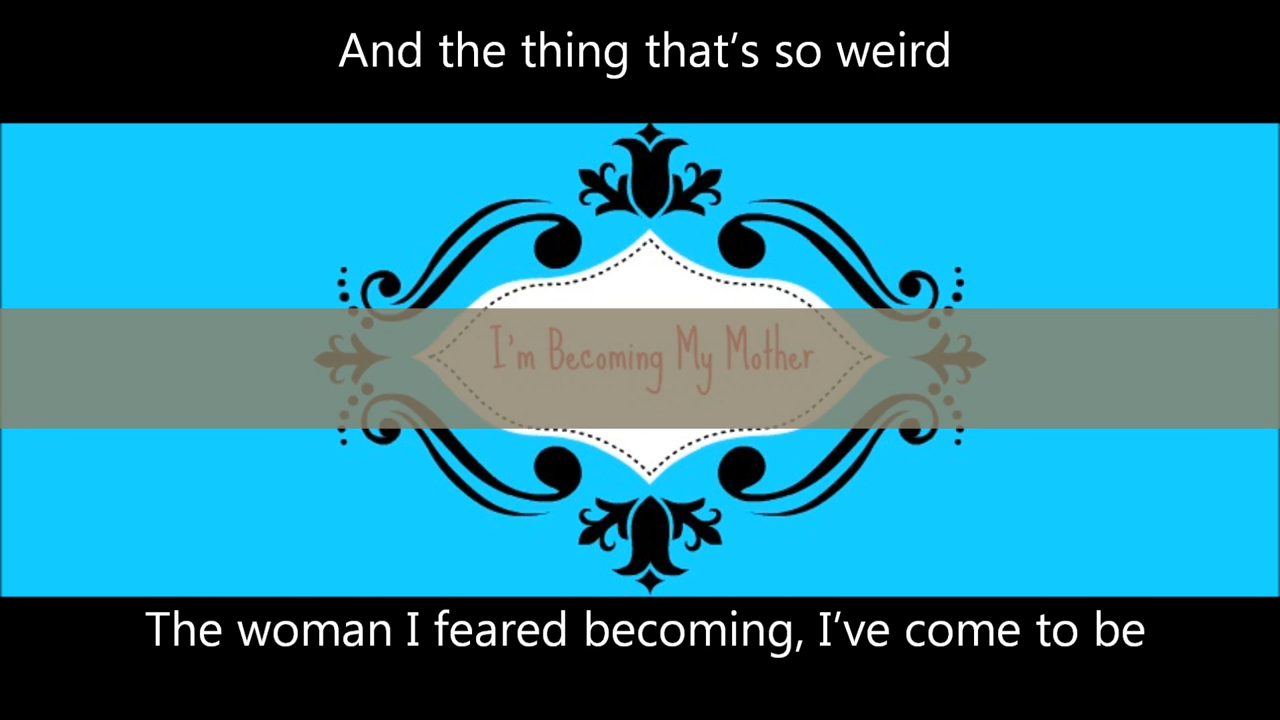 And the thing that’s so weird
I'm Becoming My Mother
The woman I feared becoming, I’ve come to be